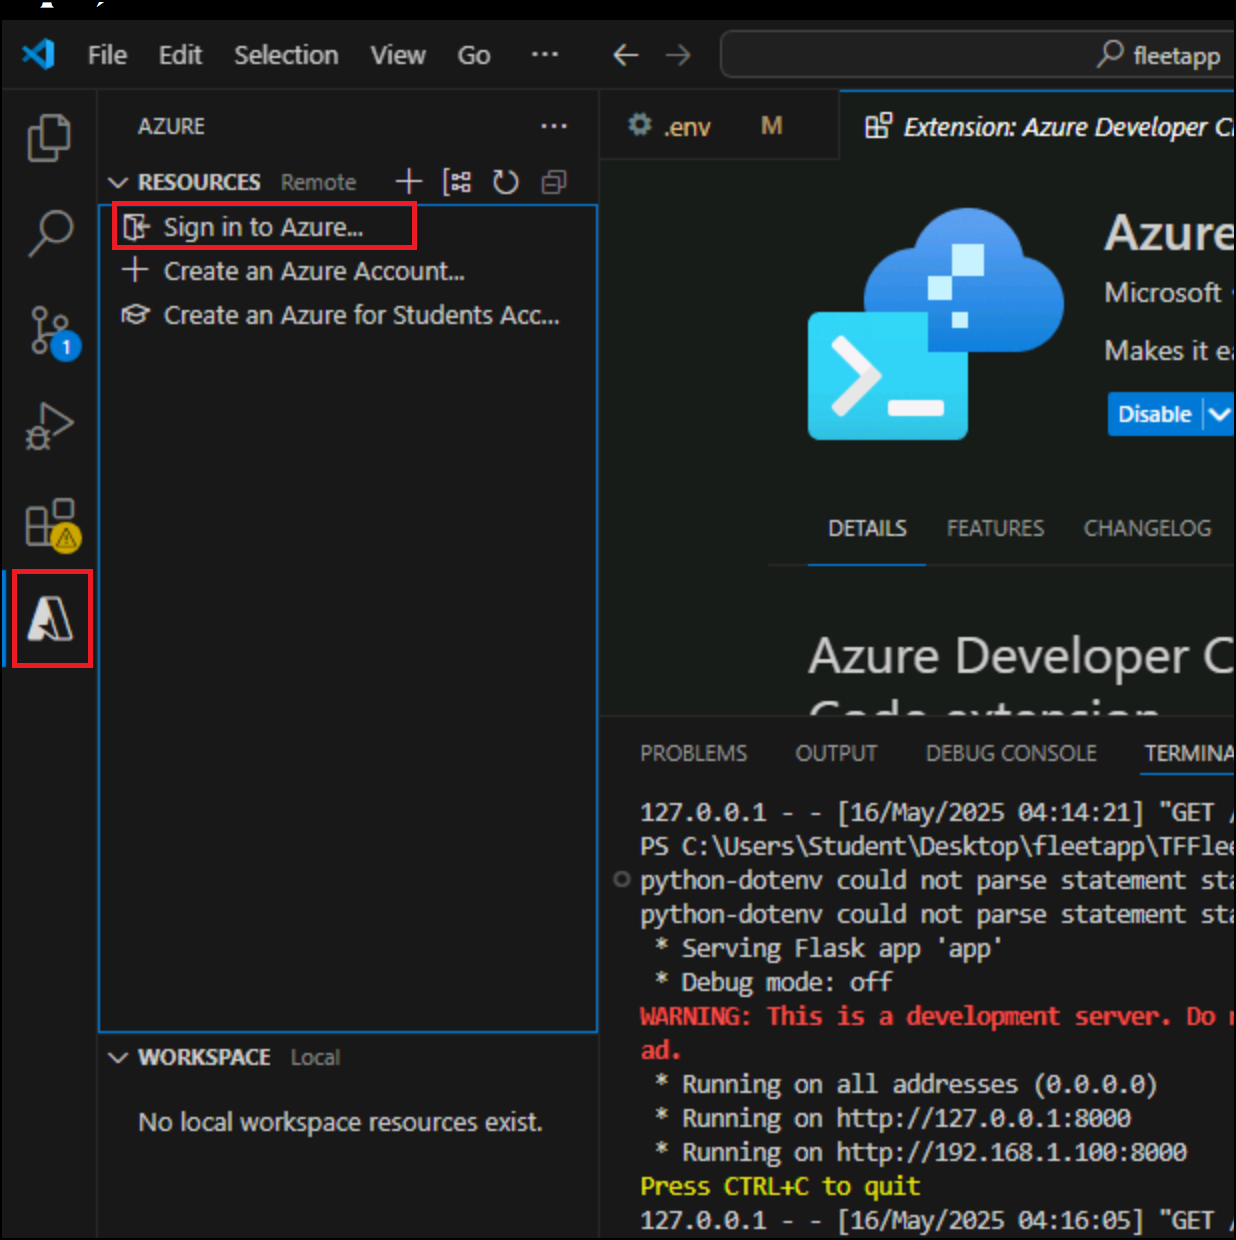 File Edit Selection View Go ··· fleetapp
AZURE ···
RESOURCES Remote
Sign in to Azure...
Create an Azure Account...
Create an Azure for Students Acc...
1
WORKSPACE Local
No local workspace resources exist.
.env M
Extension: Azure Developer
Azure
Microsoft
Makes it
Disable
DETAILS FEATURES CHANGELOG
Azure Developer
Code extension
PROBLEMS OUTPUT DEBUG CONSOLE TERMINA
127.0.0.1 - - [16/May/2025 04:14:21] "GET /
PS C:\Users\Student\Desktop\fleetapp\TFFlee
python-dotenv could not parse statement sta
python-dotenv could not parse statement sta
* Serving Flask app 'app'
* Debug mode: off
WARNING: This is a development server. Do
ad.
* Running on all addresses (0.0.0.0)
* Running on http://127.0.0.1:8000
* Running on http://192.168.1.100:8000
Press CTRL+C to quit
127.0.0.1 - - [16/May/2025 04:16:05] "GET /